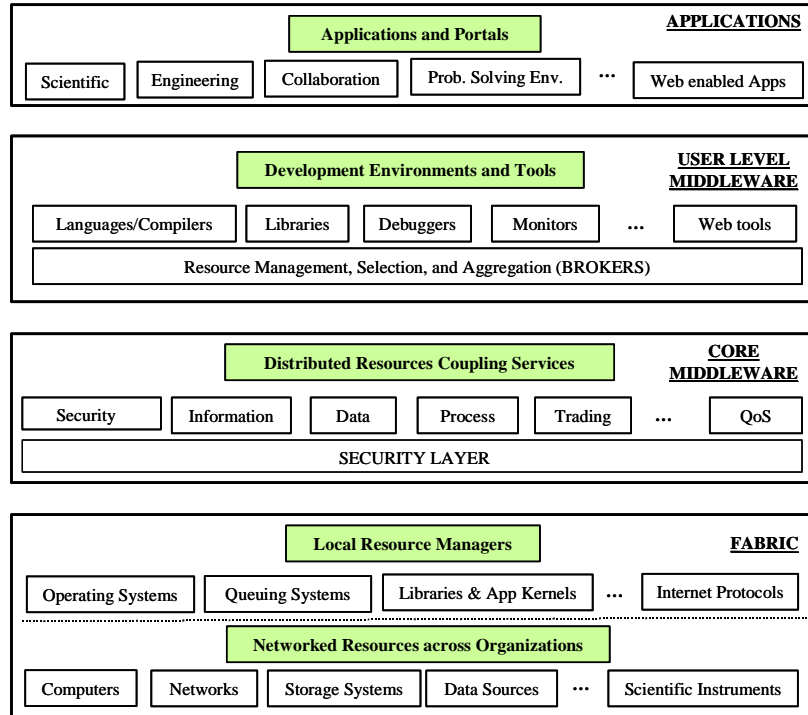 APPLICATIONS
Applications and Portals
Scientific
Engineering
Collaboration
Prob. Solving Env.
...
Web enabled Apps
USER LEVEL
MIDDLEWARE
Development Environments and Tools
Languages/Compilers
Libraries
Debuggers
Monitors
...
Web tools
Resource Management, Selection, and Aggregation (BROKERS)
CORE
MIDDLEWARE
Distributed Resources Coupling Services
Security
Information
Data
Process
Trading
...
QoS
SECURITY LAYER
FABRIC
Local Resource Managers
Operating Systems
Queuing Systems
Libraries & App Kernels
...
Internet Protocols
Networked Resources across Organizations
Computers
Networks
Storage Systems
Data Sources
...
Scientific Instruments